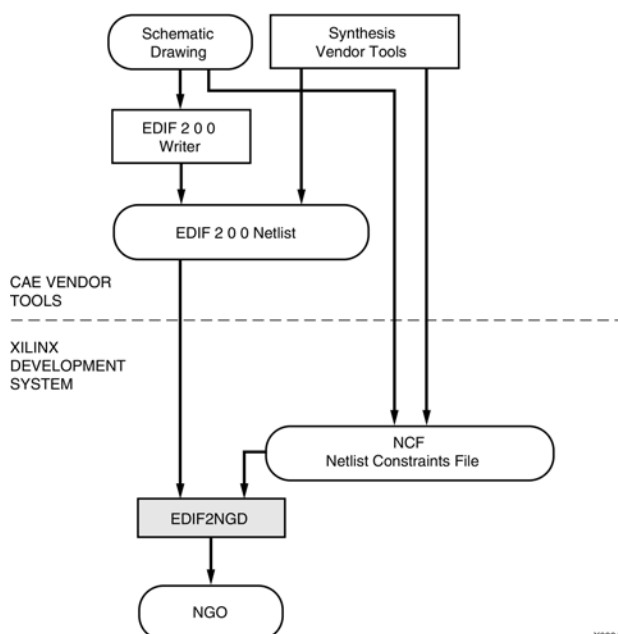 Schematic
Drawing
Synthesis
Vendor Tools
EDIF 2 0 0
Writer
EDIF 2 0 0 Netlist
CAE VENDOR
TOOLS
XILINX
DEVELOPMENT
SYSTEM
NCF
Netlist Constraints File
EDIF2NGD
NGO